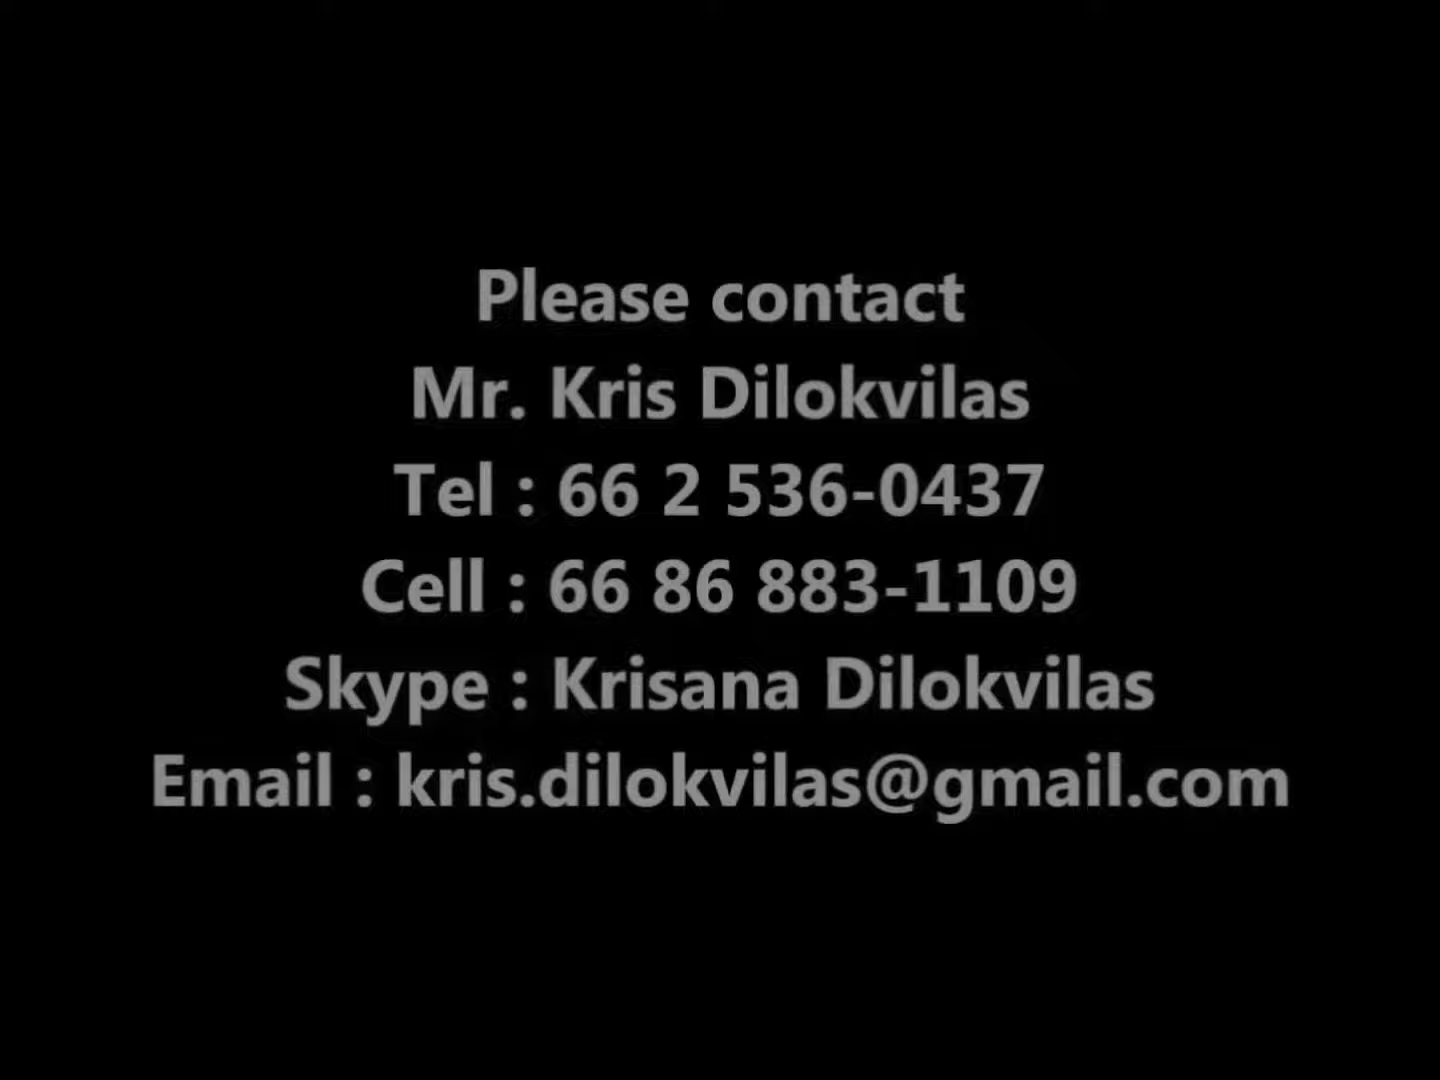 Please contact
Mr. Kris Dilokvilas
Tel : 66 2 536-0437
Cell : 66 86 883-1109
Skype : Krisana Dilokvilas
Email : kris.dilokvilas@gmail.com